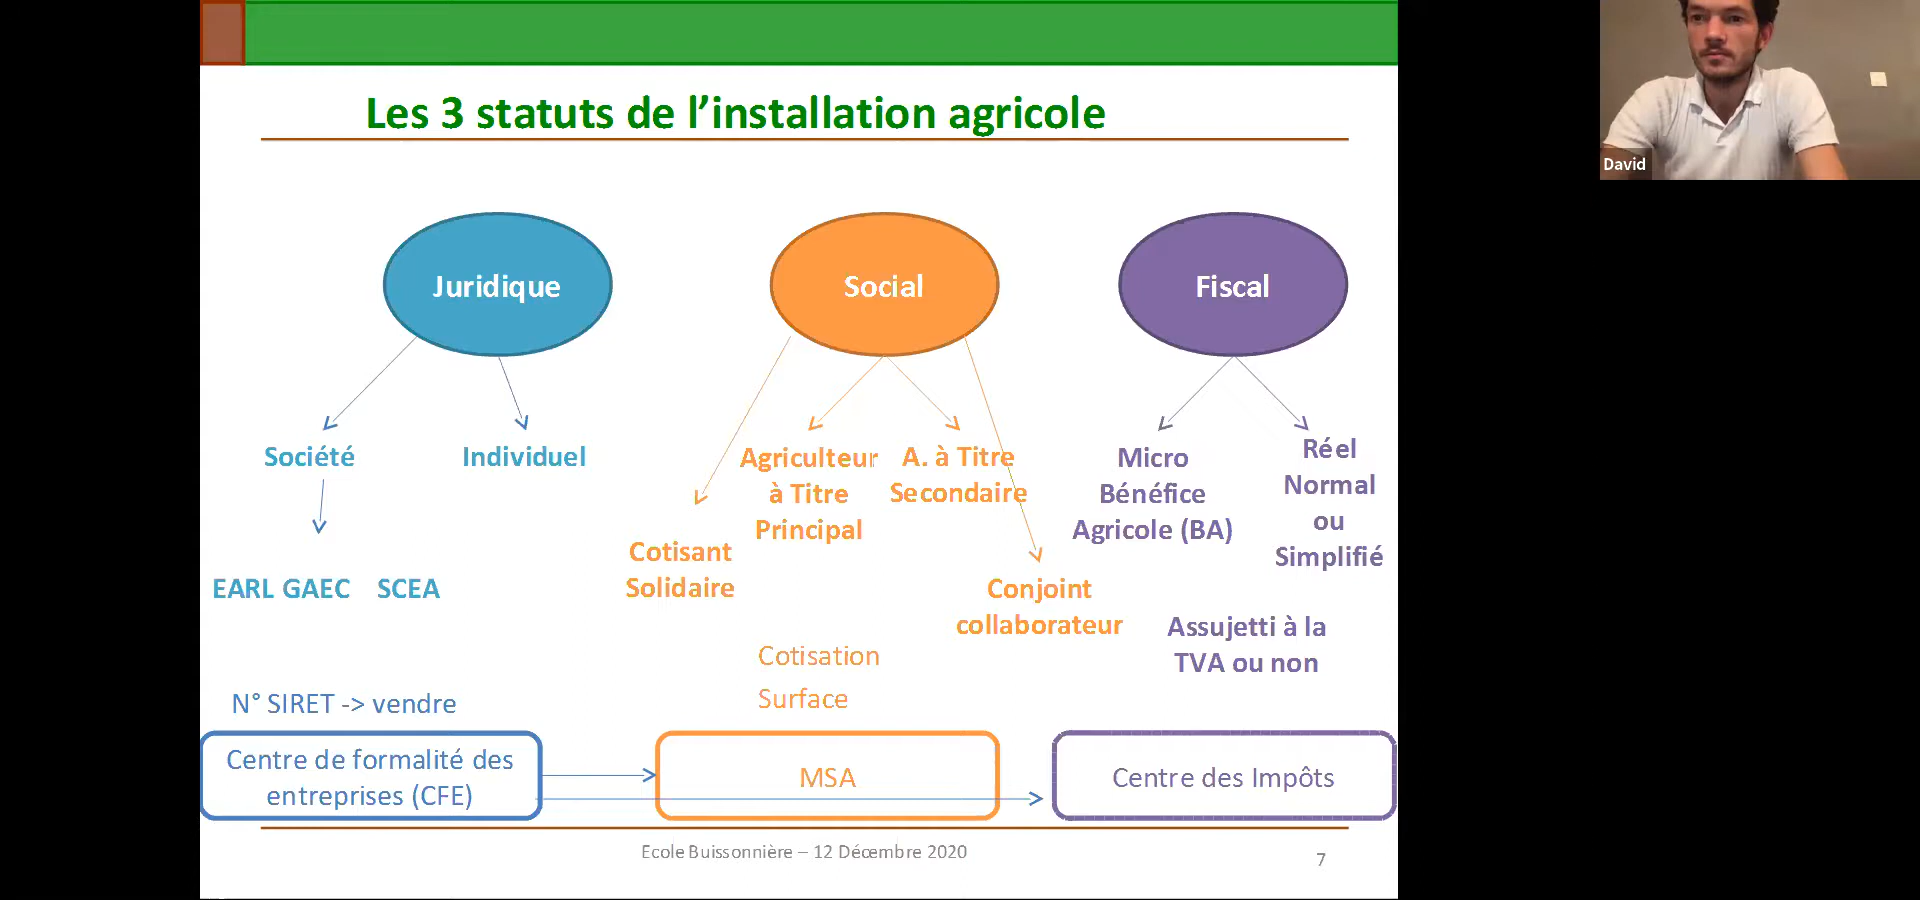 Les 3 statuts de l’installation agricole
David
Juridique
Social
Fiscal
Société
Individuel
EARL GAEC SCEA
Agriculteur
à Titre
Principal
A. à Titre
Secondaire
Cotisant
Solidaire
Conjoint
collaborateur
Micro
Bénéfice
Agricole (BA)
Réel
Normal
ou
Simplifié
Assujetti à la
TVA ou non
Cotisation
Surface
N° SIRET -> vendre
Centre de formalité des
entreprises (CFE)
MSA
Centre des Impôts
Ecole Buissonnière – 12 Décembre 2020
7